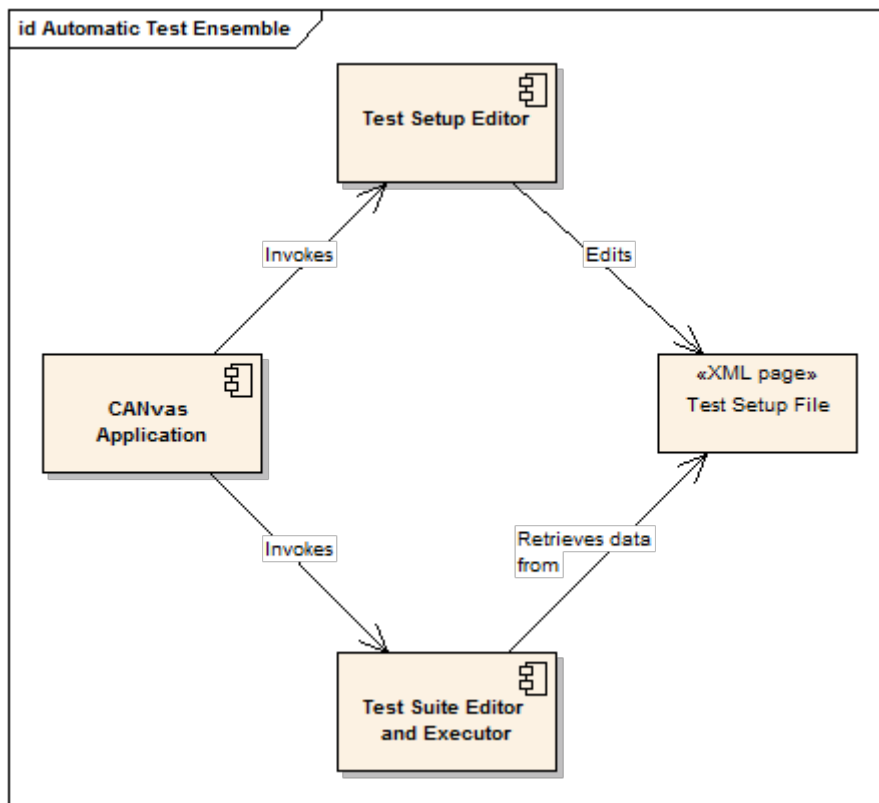 id Automatic Test Ensemble
Test Setup Editor
Invokes
Edits
CANvas
Application
«XML page»
Test Setup File
Invokes
Retrieves data
from
Test Suite Editor
and Executor